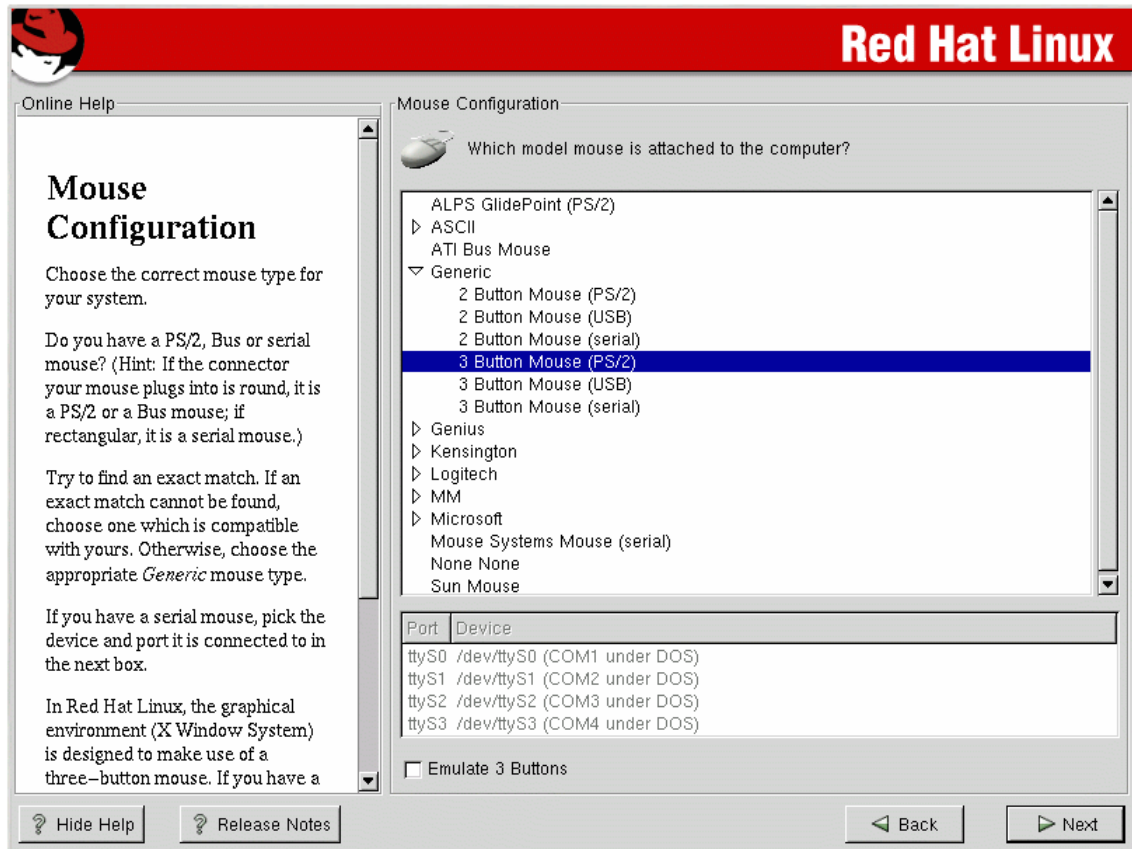 Red Hat Linux
Online Help
Mouse
Configuration
Choose the correct mouse type for
your system.
Do you have a PS/2, Bus or serial
mouse? (Hint: If the connector
your mouse plugs into is round, it is
a PS/2 or a Bus mouse; if
rectangular, it is a serial mouse.)
Try to find an exact match. If an
exact match cannot be found,
choose one which is compatible
with yours. Otherwise, choose the
appropriate Generic mouse type.
If you have a serial mouse, pick the
device and port it is connected to in
the next box.
In Red Hat Linux, the graphical
environment (X Window System)
is designed to make use of a
three-button mouse. If you have a
Mouse Configuration
Which model mouse is attached to the computer?
ALPS GlidePoint (PS/2)
ASCII
ATI Bus Mouse
Generic
2 Button Mouse (PS/2)
2 Button Mouse (USB)
2 Button Mouse (serial)
3 Button Mouse (PS/2)
3 Button Mouse (USB)
3 Button Mouse (serial)
Genius
Kensington
Logitech
MM
Microsoft
Mouse Systems Mouse (serial)
None None
Sun Mouse
Port Device
ttyS0 /dev/ttyS0 (COM1 under DOS)
ttyS1 /dev/ttyS1 (COM2 under DOS)
ttyS2 /dev/ttyS2 (COM3 under DOS)
ttyS3 /dev/ttyS3 (COM4 under DOS)
Emulate 3 Buttons
Hide Help
Release Notes
Back
Next